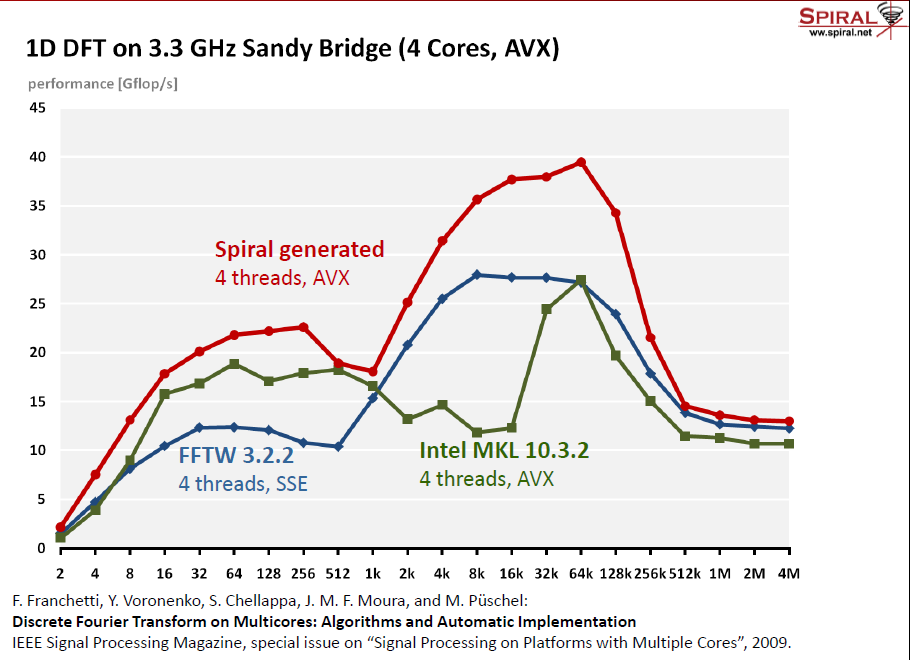 SPIRAL
www.spiral.net
1D DFT on 3.3 GHz Sandy Bridge (4 Cores, AVX)
performance [Gflop/s]
45
40
35
30
25
20
15
10
5
0
Spiral generated
4 threads, AVX
FFTW 3.2.2
4 threads, SSE
Intel MKL 10.3.2
4 threads, AVX
2 4 8 16 32 64 128 256 512 1k 2k 4k 8k 16k 32k 64k 128k 256k 512k 1M 2M 4M
F. Franchetti, Y. Voronenko, S. Chellappa, J. M. F. Moura, and M. Püschel:
Discrete Fourier Transform on Multicores: Algorithms and Automatic Implementation
IEEE Signal Processing Magazine, special issue on “Signal Processing on Platforms with Multiple Cores”, 2009.